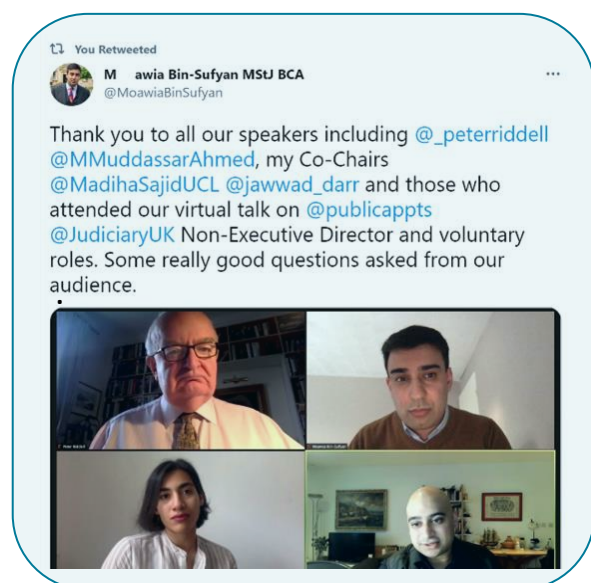 You Retweeted
M awia Bin-Sufyan MStJ BCA
@MoawiaBinSufyan
Thank you to all our speakers including @_peterriddell
@MMuddassarAhmed, my Co-Chairs
@MadihaSajidUCL @jawwad_darr and those who
attended our virtual talk on @publicappts
@JudiciaryUK Non-Executive Director and voluntary
roles. Some really good questions asked from our
audience.